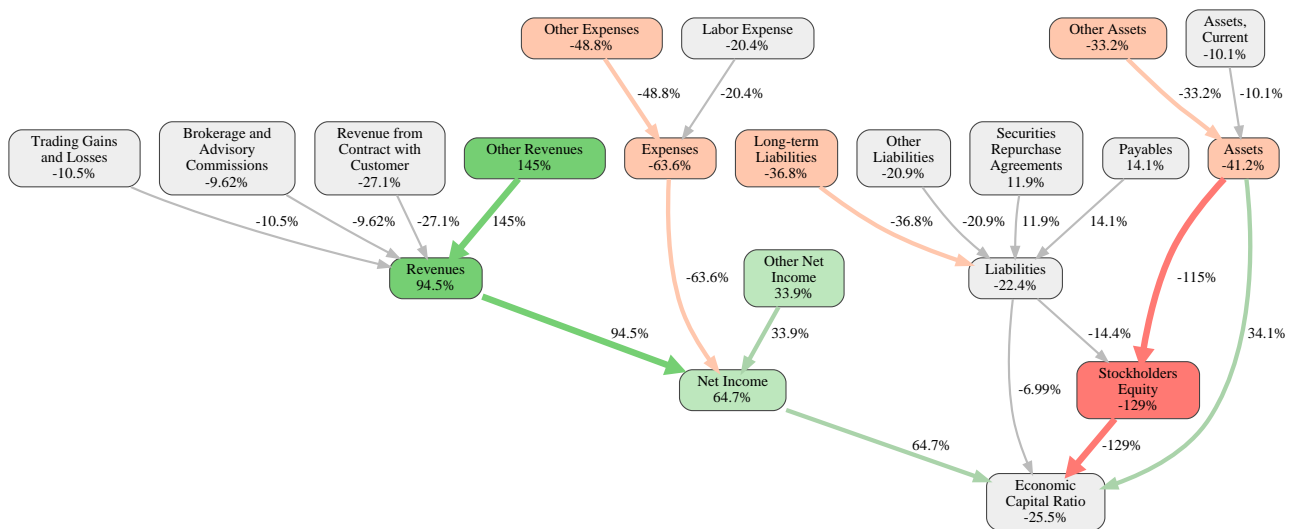 Other Expenses
-48.8%
Labor Expense
-20.4%
Other Assets
-33.2%
Assets,
Current
-10.1%
-48.8%
-20.4%
-33.2%
-10.1%
Trading Gains
and Losses
-10.5%
Brokerage and
Advisory
Commissions
-9.62%
Revenue from
Contract with
Customer
-27.1%
Other Revenues
145%
Expenses
-63.6%
Long-term
Liabilities
-36.8%
Other
Liabilities
-20.9%
Securities
Repurchase
Agreements
11.9%
Payables
14.1%
Assets
-41.2%
-10.5%
-9.62%
-27.1%
145%
-36.8%
-20.9%
11.9%
14.1%
Revenues
94.5%
-63.6%
Other Net
Income
33.9%
Liabilities
-22.4%
-115%
94.5%
33.9%
-14.4%
34.1%
Net Income
64.7%
-6.99%
Stockholders
Equity
-129%
64.7%
-129%
Economic
Capital Ratio
-25.5%